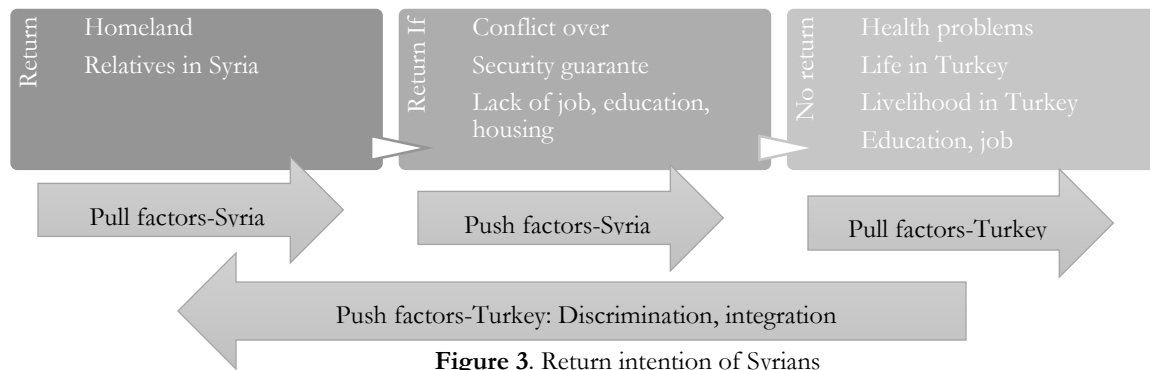 Return
Homeland
Relatives in Syria
Return If
Conflict over
Security guarante
Lack of job, education,
housing
No return
Health problems
Life in Turkey
Livelihood in Turkey
Education, job
Pull factors-Syria
Push factors-Syria
Pull factors-Turkey
Push factors-Turkey: Discrimination, integration
Figure 3. Return intention of Syrians